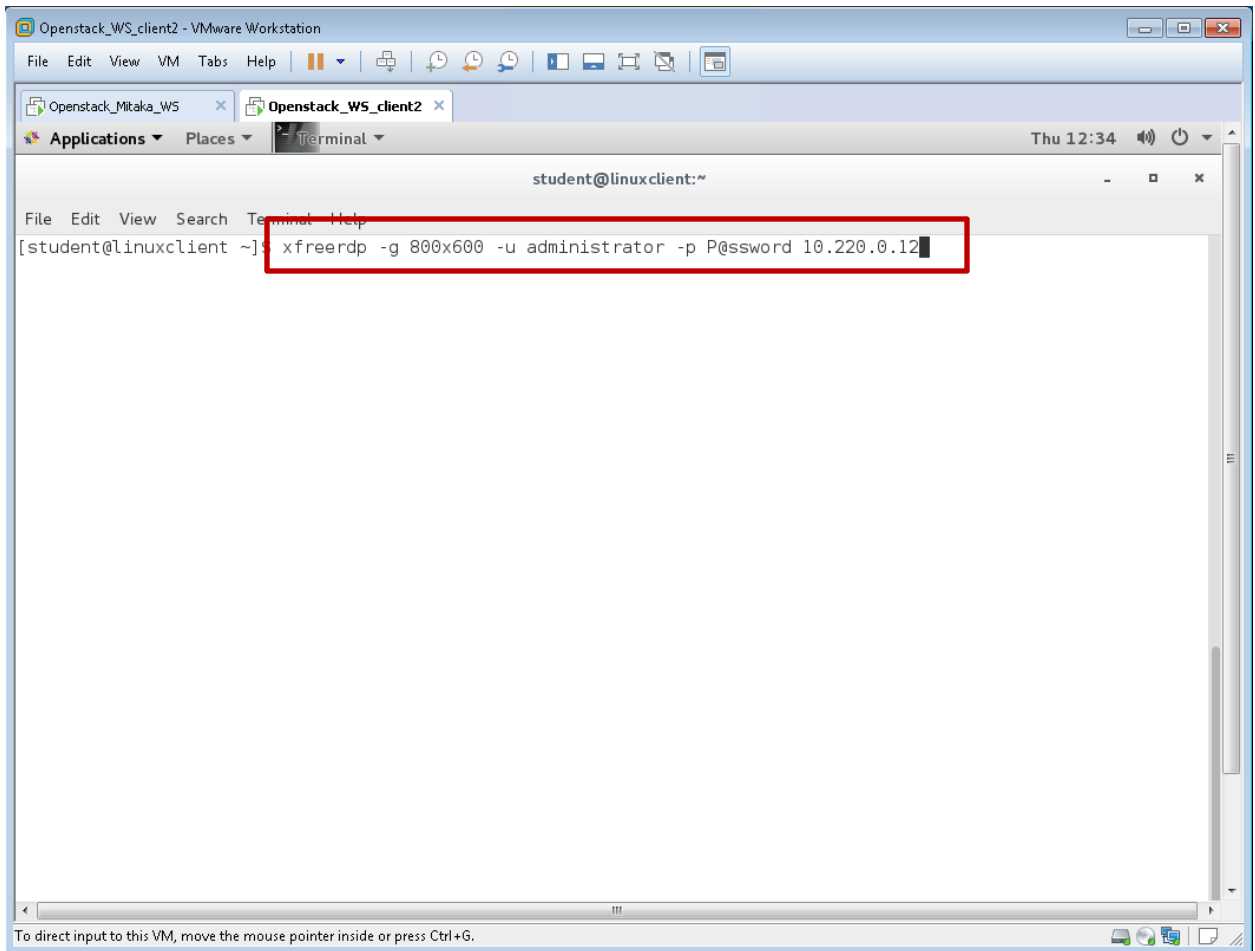 Openstack_WS_client2 - VMware Workstation
File Edit View VM Tabs Help
Openstack_Mitaka_WS Openstack_WS_client2
Applications Places Terminal Thu 12:34
student@linuxclient:~
File Edit View Search Terminal Help
[student@linuxclient ~]$ xfreerdp -g 800x600 -u administrator -p P@ssword 10.220.0.12
To direct input to this VM, move the mouse pointer inside or press Ctrl+G.